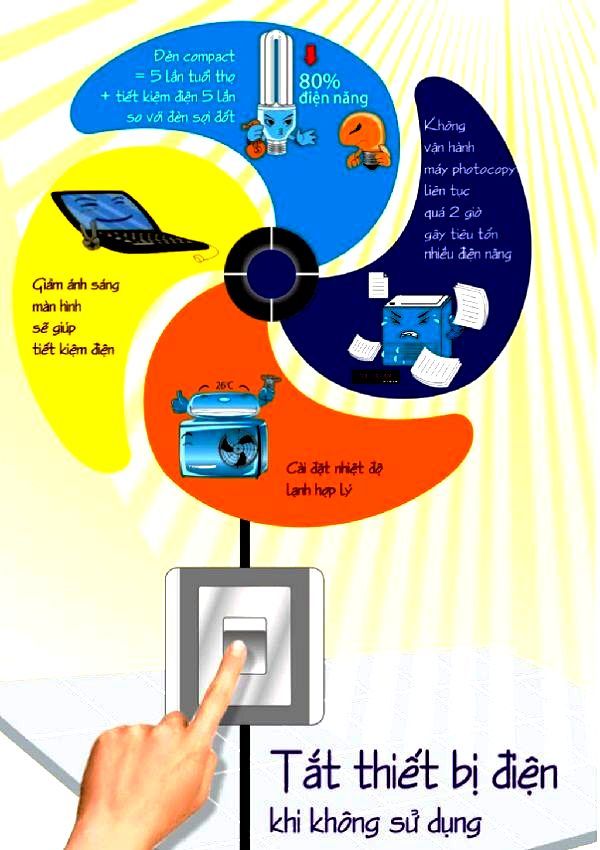 Đèn compact
= 5 lần tuổi thọ
+ tiết kiệm điện 5 lần
so với đèn sợi đốt
80%
điện năng
Không
vận hành
máy photocopy
liên tục
quá 2 giờ
gây tiêu tốn
nhiều điện năng
Giảm ánh sáng
màn hình
sẽ giúp
tiết kiệm điện
26°C
Cài đặt nhiệt độ
lạnh hợp lý
Tắt thiết bị điện
khi không sử dụng